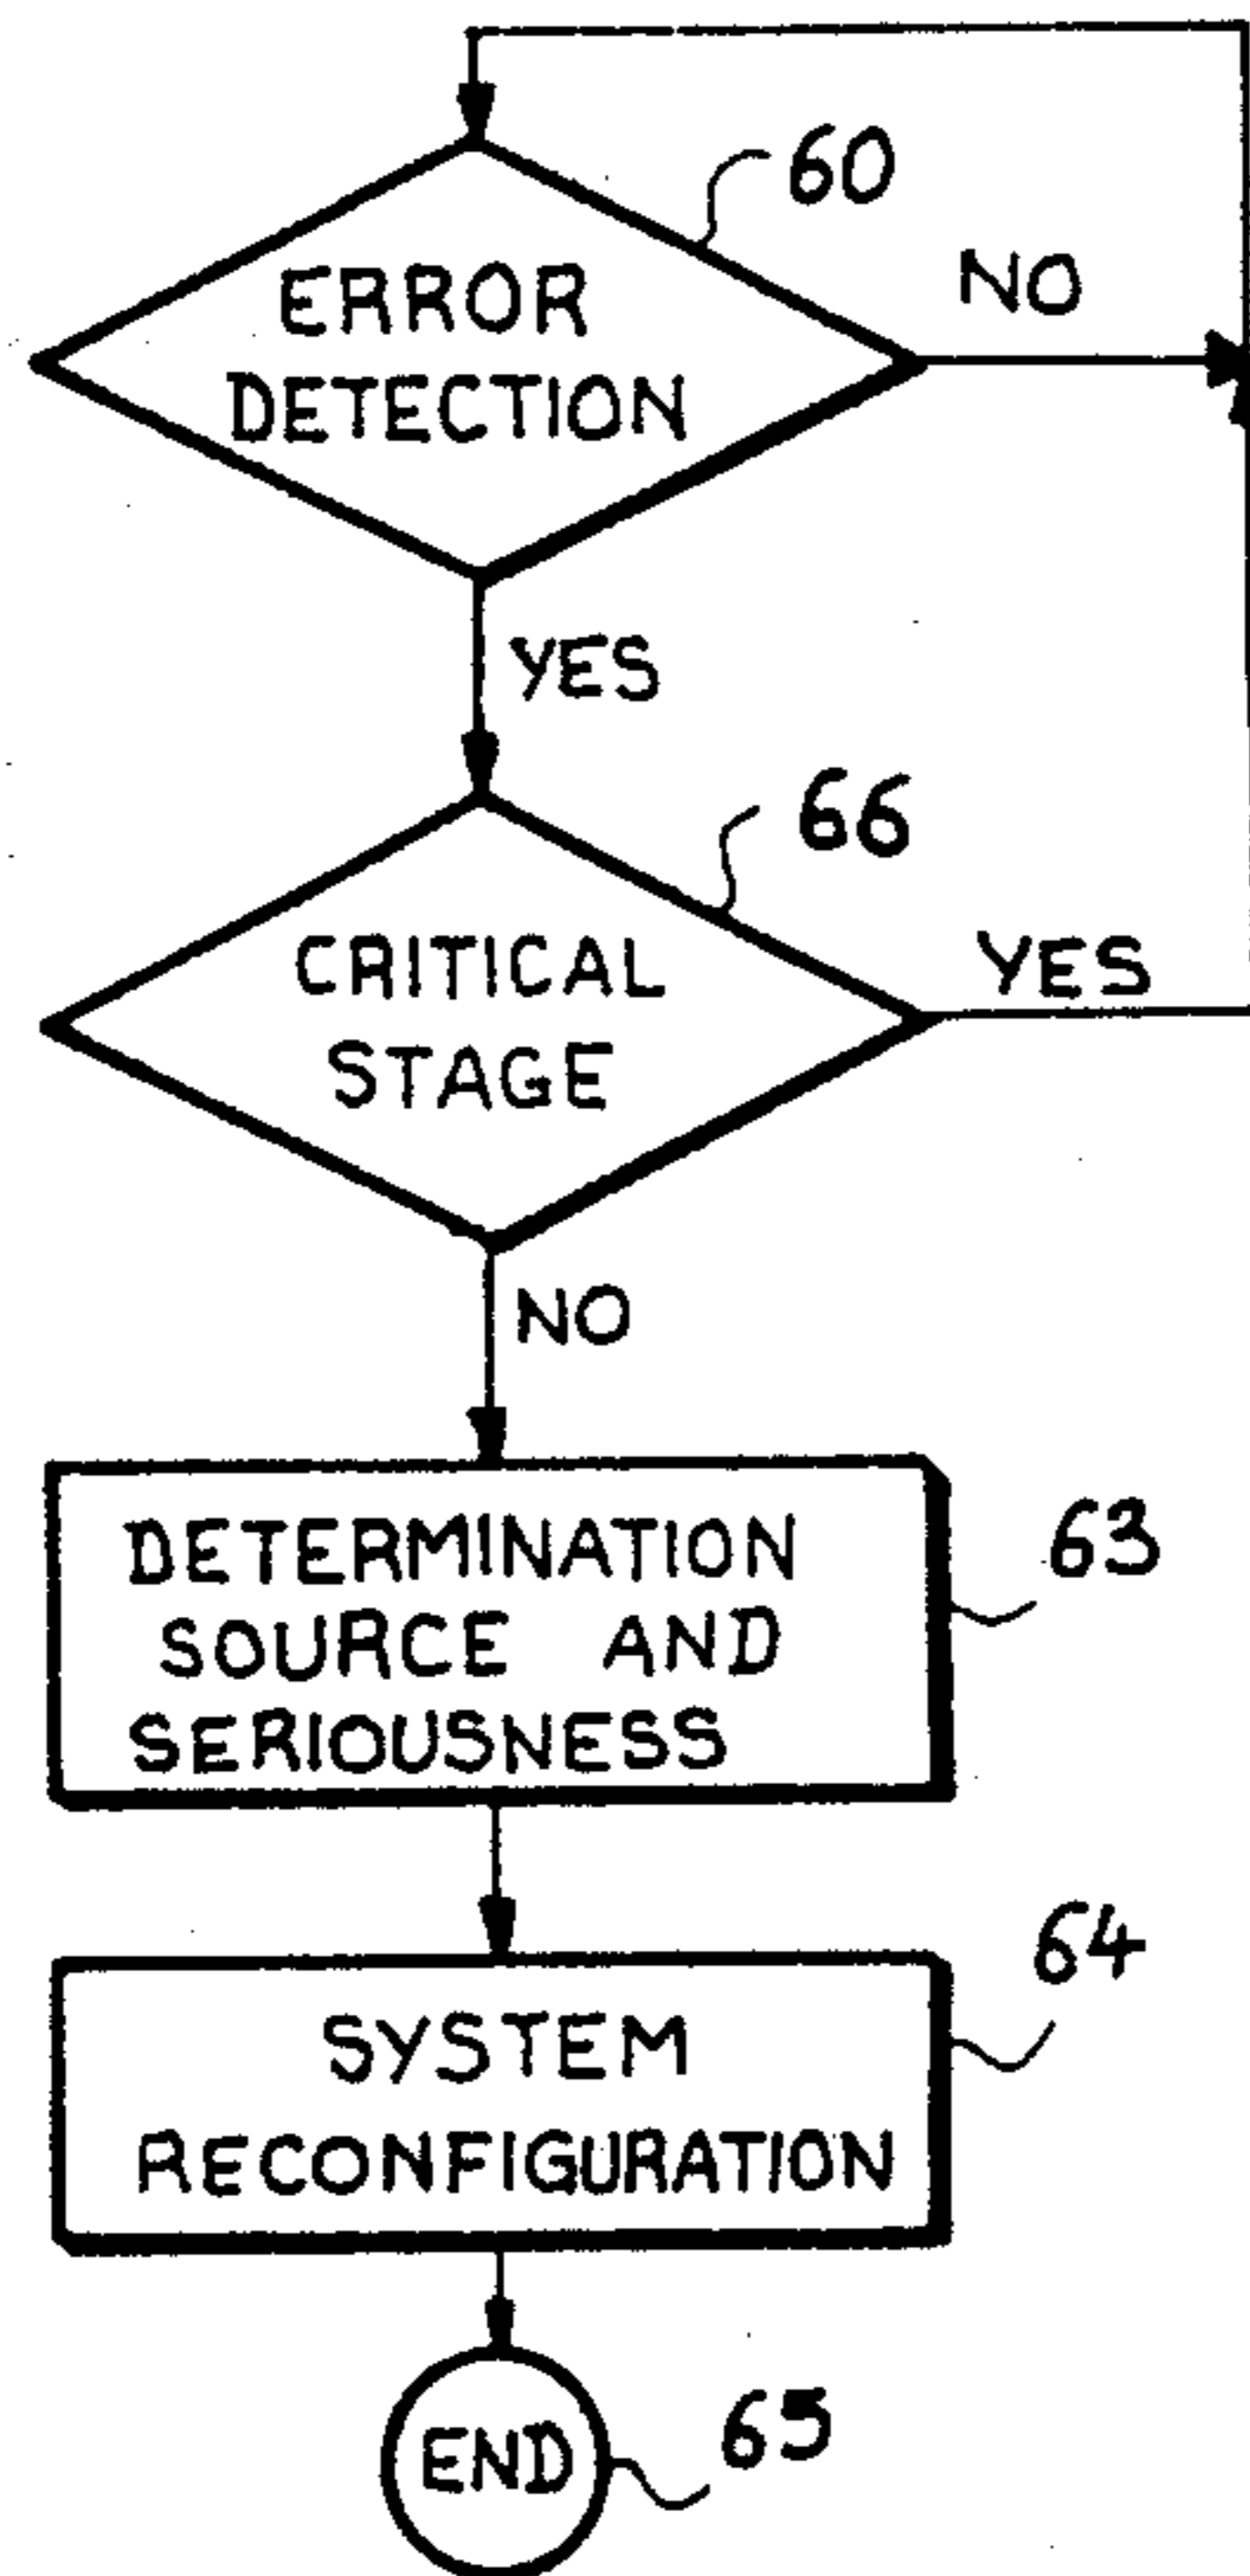 60
ERROR
DETECTION
NO
YES
66
CRITICAL
STAGE
YES
NO
63
DETERMINATION
SOURCE AND
SERIOUSNESS
64
SYSTEM
RECONFIGURATION
END
65